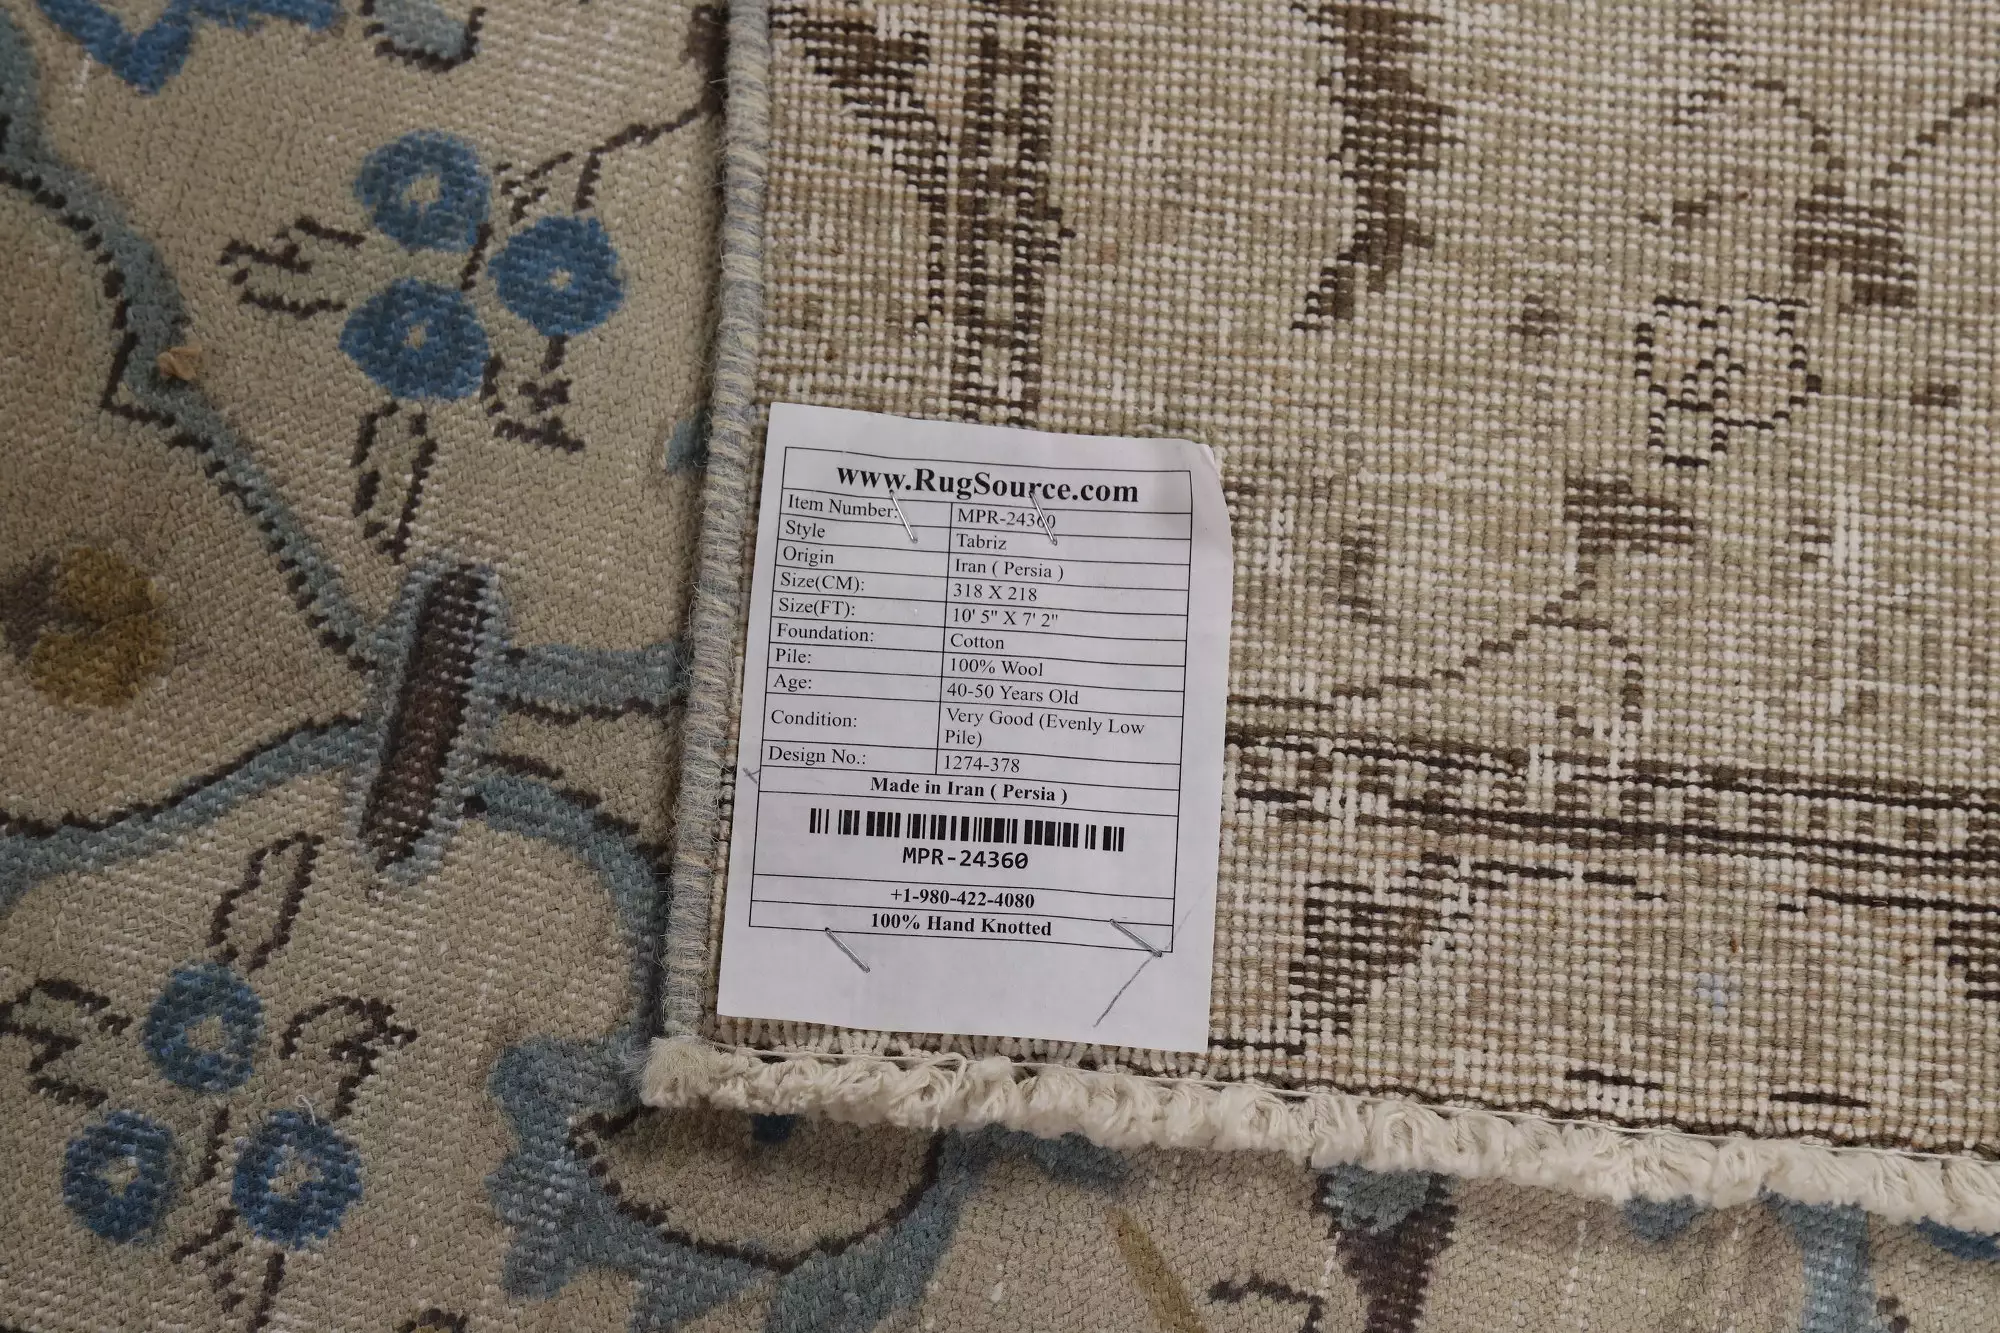 www.RugSource.com
Item Number: MPR-24360
Style Tabriz
Origin Iran ( Persia )
Size(CM): 318 X 218
Size(FT): 10' 5" X 7' 2"
Foundation: Cotton
Pile: 100% Wool
Age: 40-50 Years Old
Condition: Very Good (Evenly Low
Pile)
Design No.: 1274-378
Made in Iran ( Persia )
MPR-24360
+1-980-422-4080
100% Hand Knotted